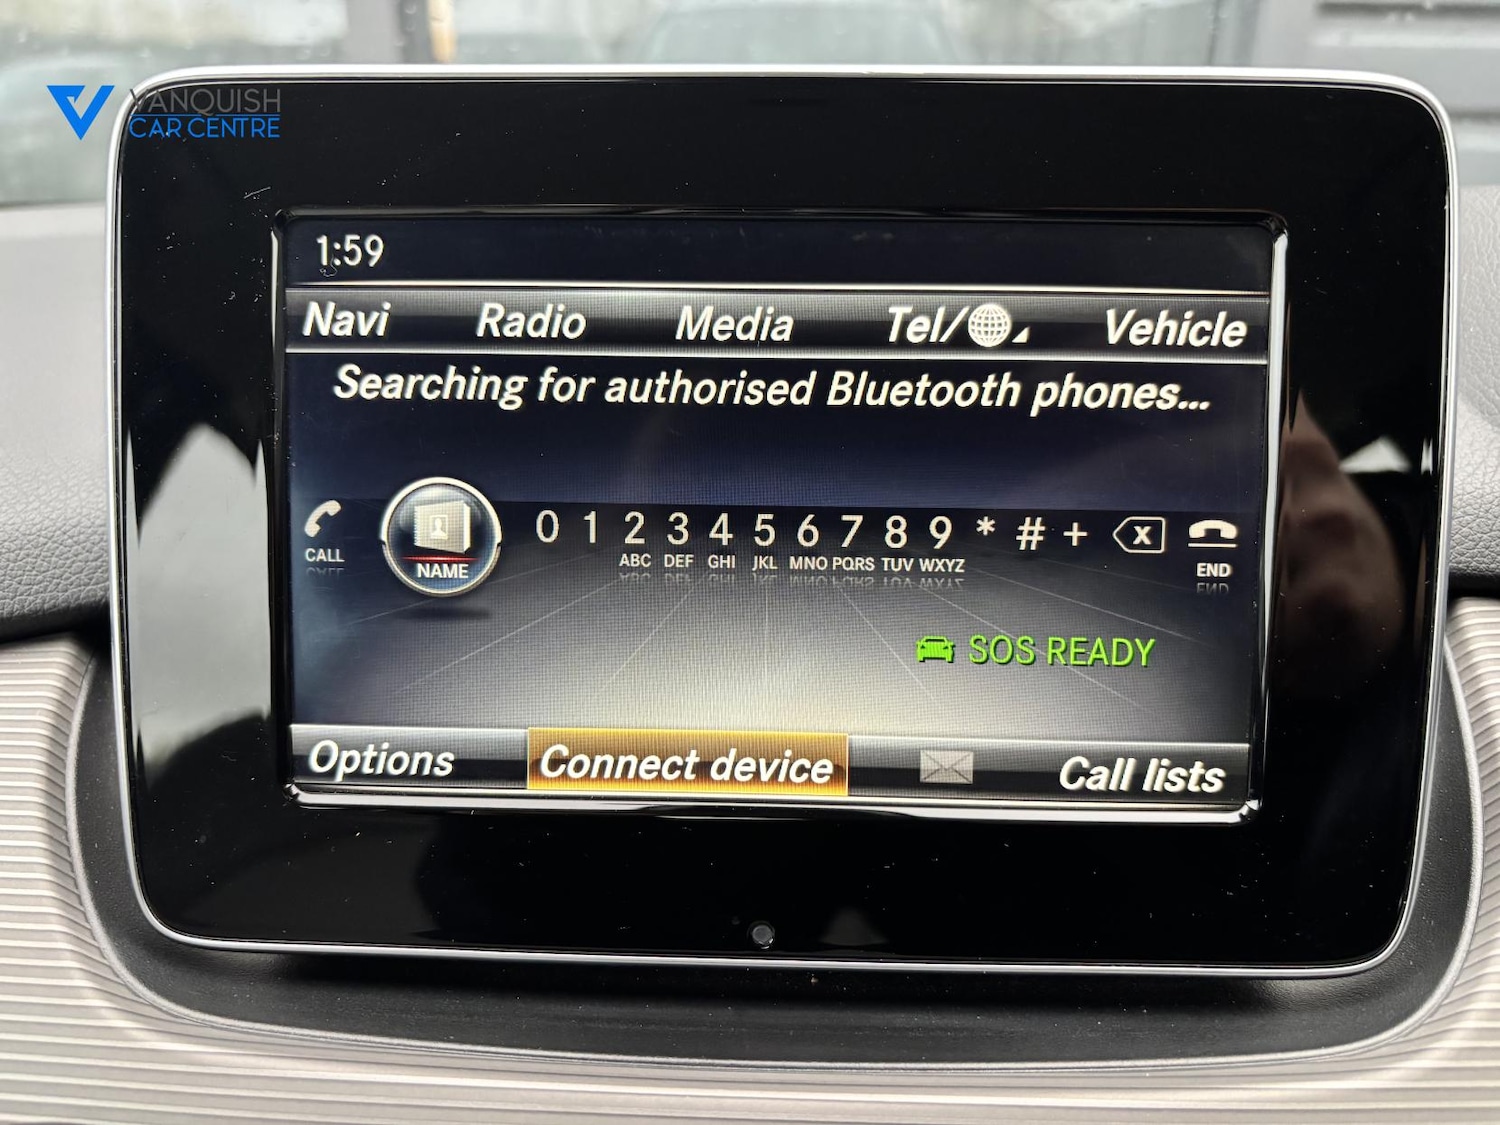 VANQUISH
CAR CENTRE
1:59
Navi Radio Media Tel/ Vehicle
Searching for authorised Bluetooth phones...
CALL NAME 0 1 2 3 4 5 6 7 8 9 * # + X END
ABC DEF GHI JKL MNO PQRS TUV WXYZ
SOS READY
Options Connect device Call lists